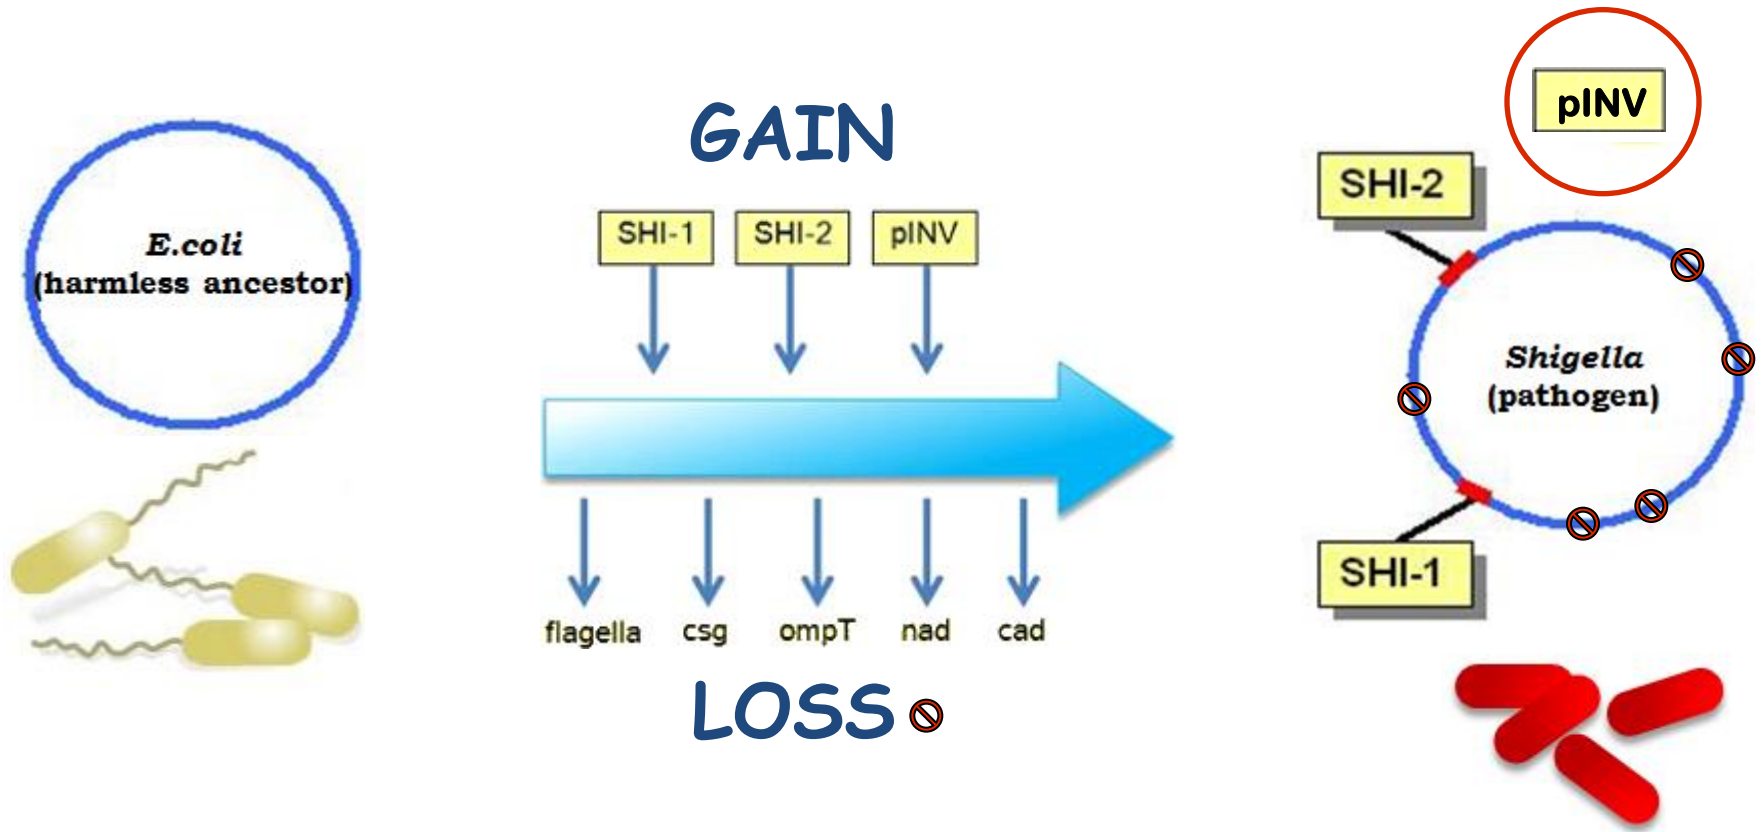 E.coli
(harmless ancestor)
GAIN
SHI-1
SHI-2
pINV
flagella
csg
ompT
nad
cad
LOSS
pINV
SHI-2
Shigella
(pathogen)
SHI-1